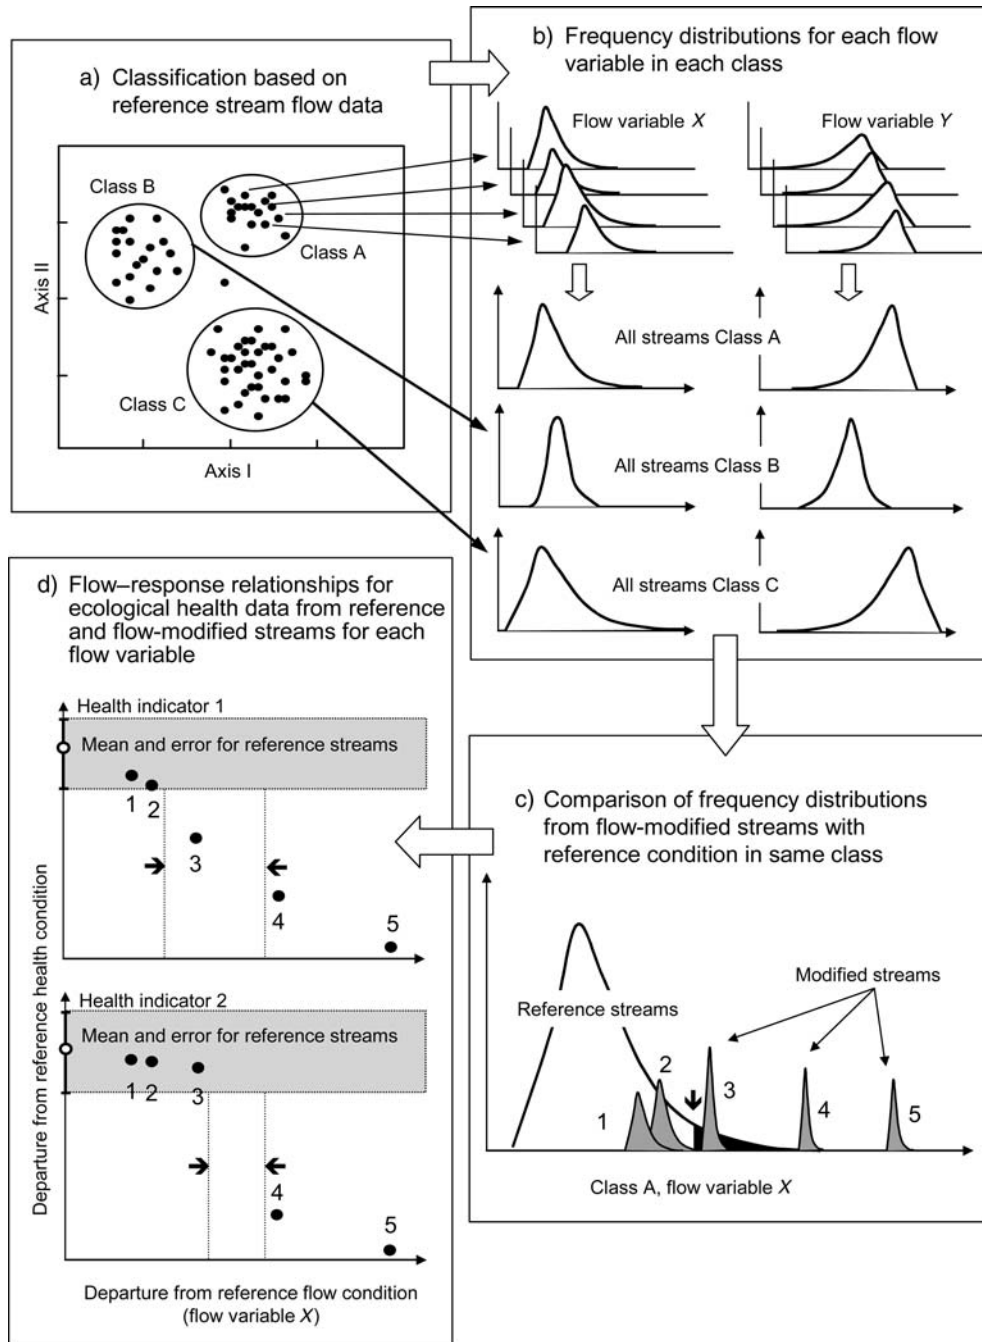 a) Classification based on
reference stream flow data
Class B
Class A
Class C
Axis II
Axis I
b) Frequency distributions for each flow
variable in each class
Flow variable X
Flow variable Y
All streams Class A
All streams Class B
All streams Class C
c) Comparison of frequency distributions
from flow-modified streams with
reference condition in same class
Modified streams
Reference streams
1
2
3
4
5
Class A, flow variable X
d) Flow–response relationships for
ecological health data from reference
and flow-modified streams for each
flow variable
Health indicator 1
Mean and error for reference streams
1
2
3
4
5
Health indicator 2
Mean and error for reference streams
1
2
3
4
5
Departure from reference health condition
Departure from reference flow condition
(flow variable X)